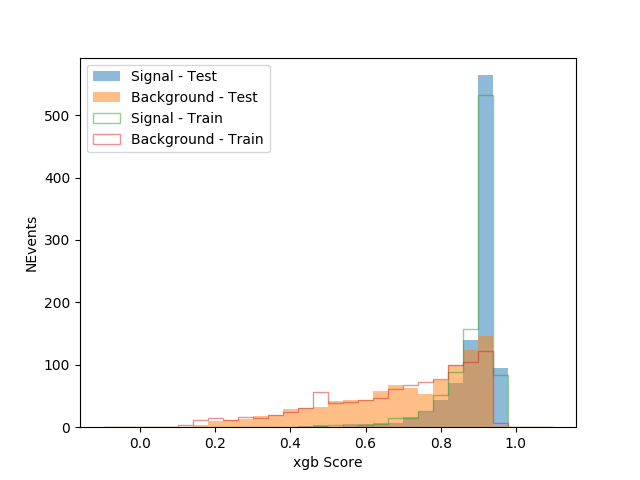 Signal - Test
Background - Test
Signal - Train
Background - Train
500
400
300
200
100
0
NEvents
0.0 0.2 0.4 0.6 0.8 1.0
xgb Score